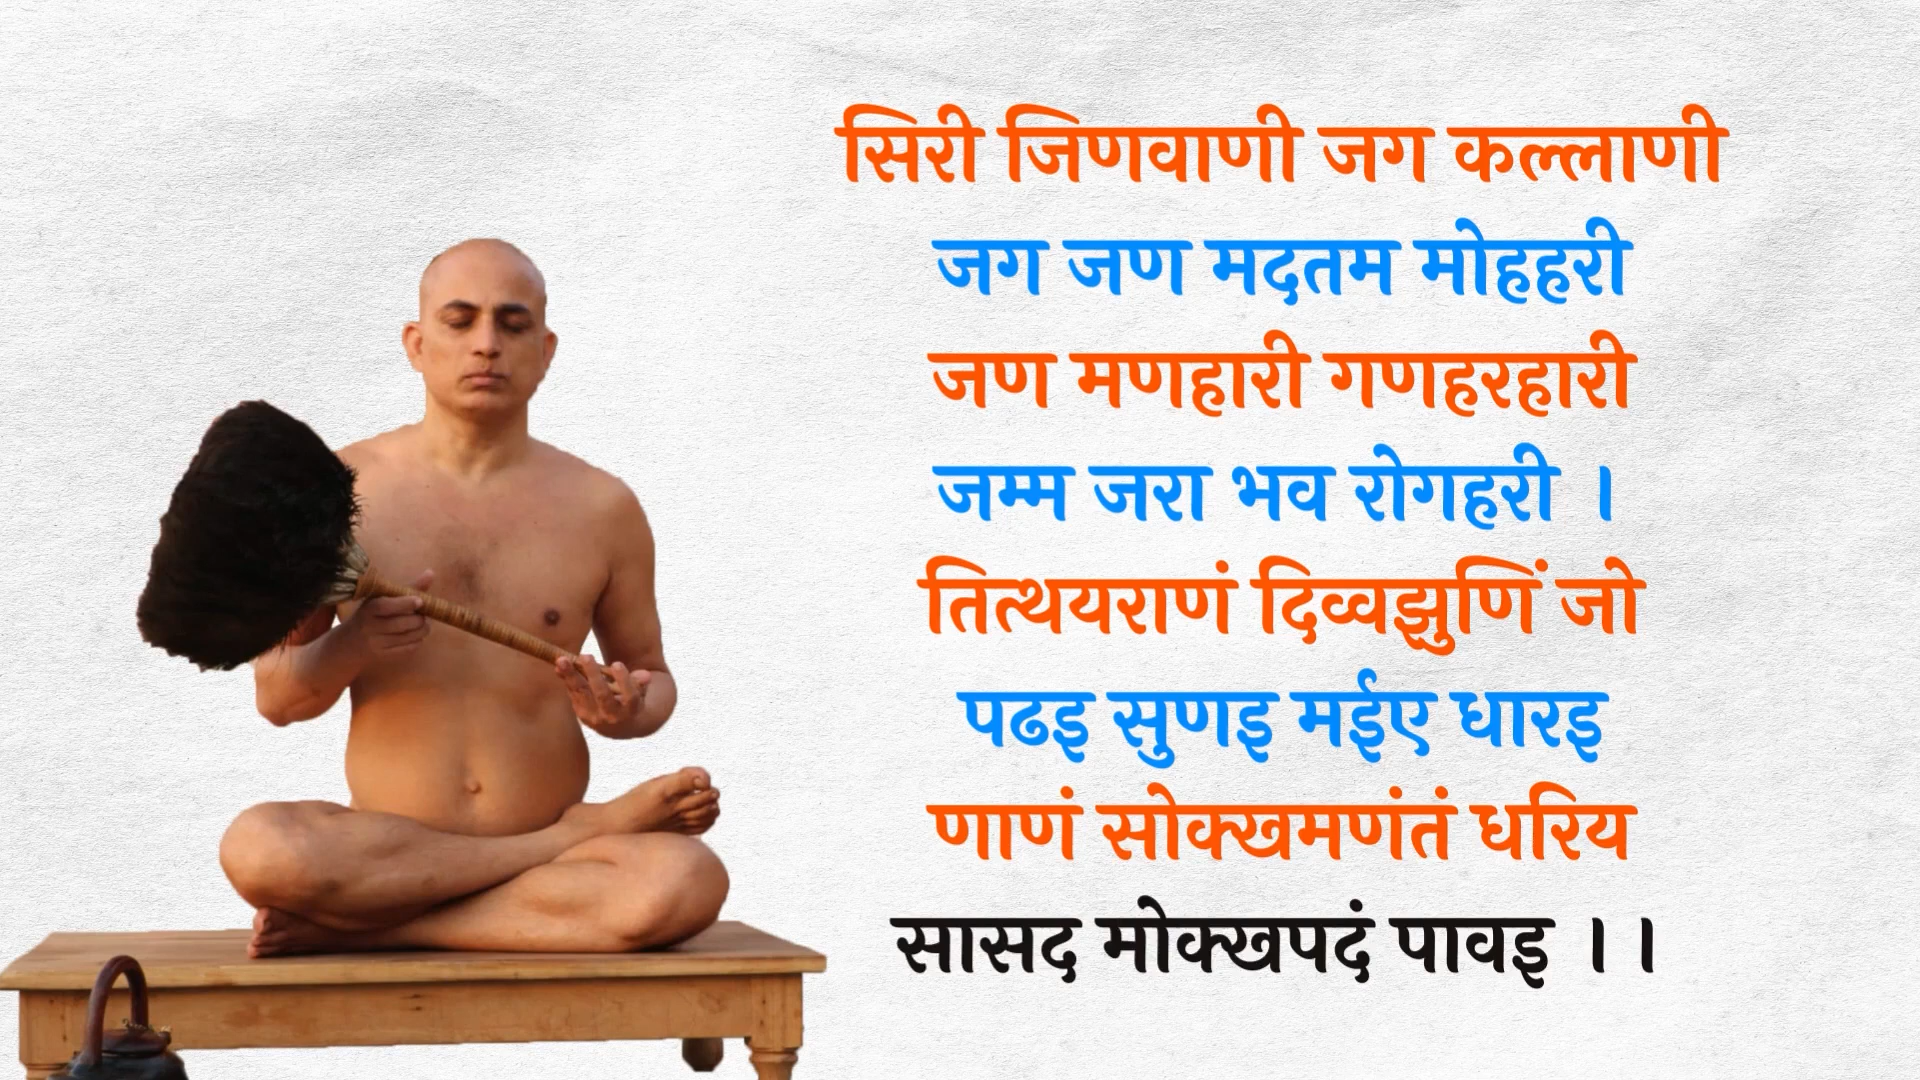 सिरी जिणवाणी जग कल्लाणी
जग जण मदतम मोहहरी
जण मणहारी गणहरहारी
जम्म जरा भव रोगहरी ।
तित्थयराणं दिव्वझुणिं जो
पढइ सुणइ मईए धारइ
णाणं सोक्खमणंतं धरिय
सासद मोक्खपदं पावइ ।।